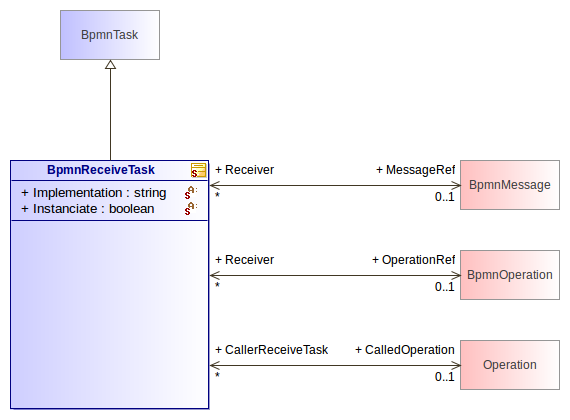 BpmnTask
BpmnReceiveTask
+ Implementation : string
+ Instanciate : boolean
+ Receiver
+ MessageRef
*
0..1
BpmnMessage
+ Receiver
+ OperationRef
*
0..1
BpmnOperation
+ CallerReceiveTask
+ CalledOperation
*
0..1
Operation